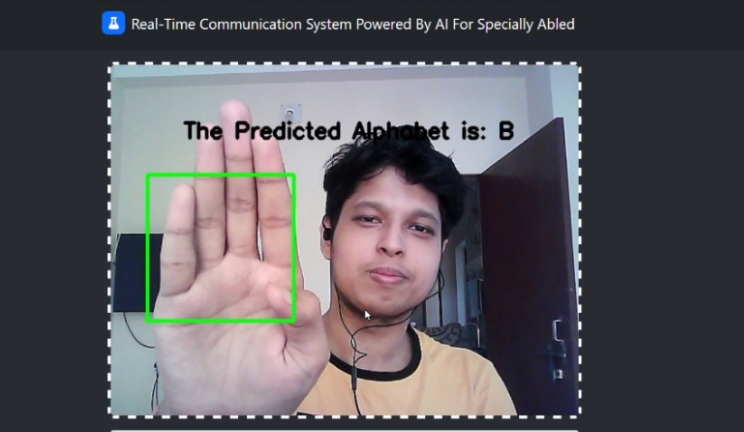 Real-Time Communication System Powered By AI For Specially Abled
The Predicted Alphabet is: B